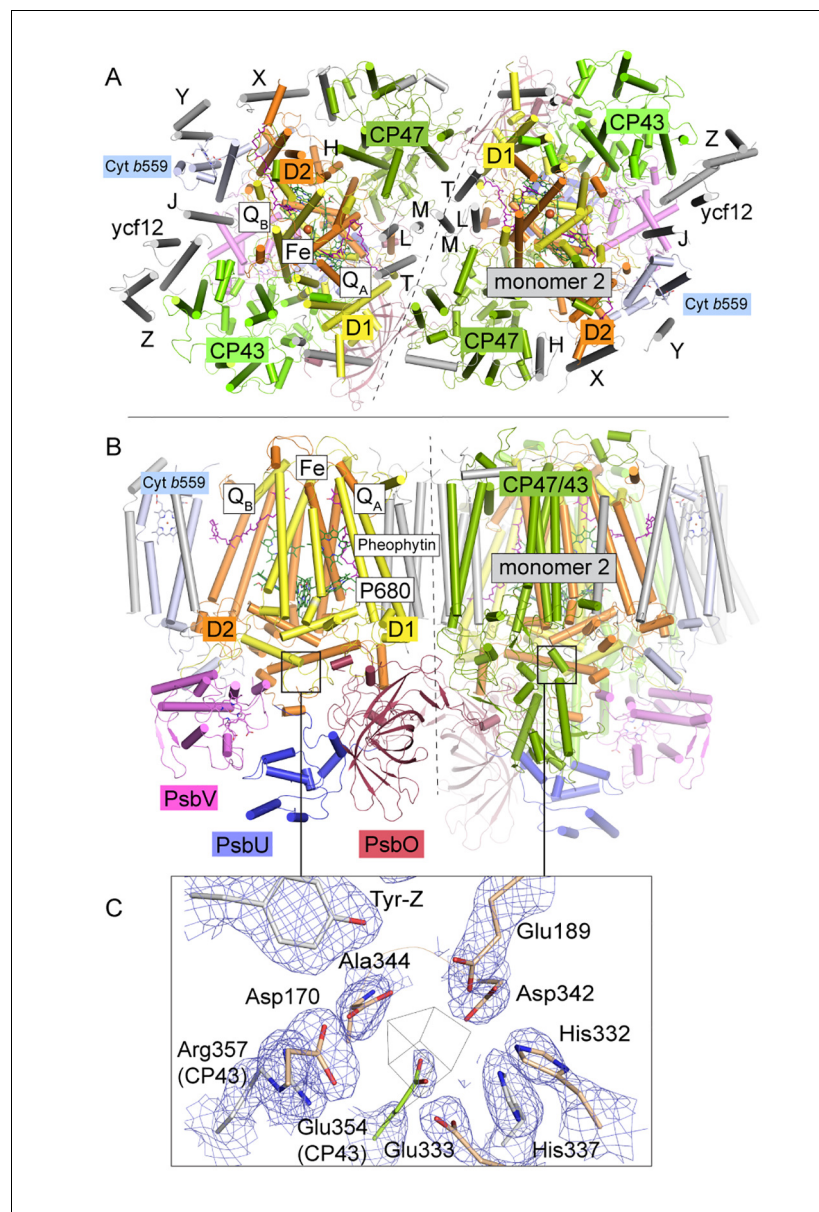 A
X
Y
CP47
CP43
H
D1
Z
Cyt b559
D2
T
J
M
L
ycf12
QB
L
M
J
ycf12
Fe
QA
T
monomer 2
Cyt b559
Z
D1
CP43
CP47
H
D2
Y
X
B
Fe
Cyt b559
QB
QA
CP47/43
Pheophytin
monomer 2
P680
D2
D1
PsbV
PsbU
PsbO
C
Tyr-Z
Glu189
Ala344
Asp170
Asp342
His332
Arg357
(CP43)
Glu354
(CP43)
Glu333
His337